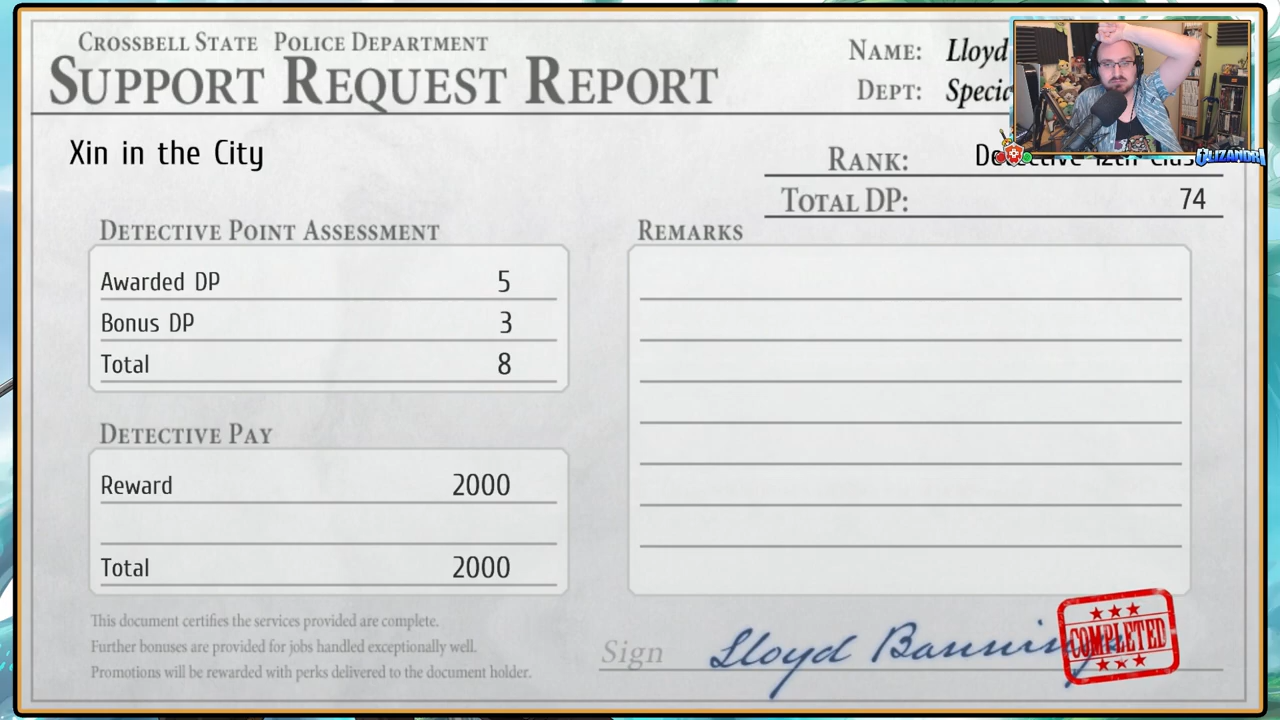 CROSSBELL STATE POLICE DEPARTMENT
SUPPORT REQUEST REPORT
NAME: Lloyd
DEPT:
Xin in the City
RANK:
TOTAL DP: 74
DETECTIVE POINT ASSESSMENT
Awarded DP 5
Bonus DP 3
Total 8
REMARKS
DETECTIVE PAY
Reward 2000
Total 2000
This document certifies the services provided are complete.
Further bonuses are provided for jobs handled exceptionally well.
Promotions will be rewarded with perks delivered to the document holder.
Sign Lloyd Bannings
COMPLETED